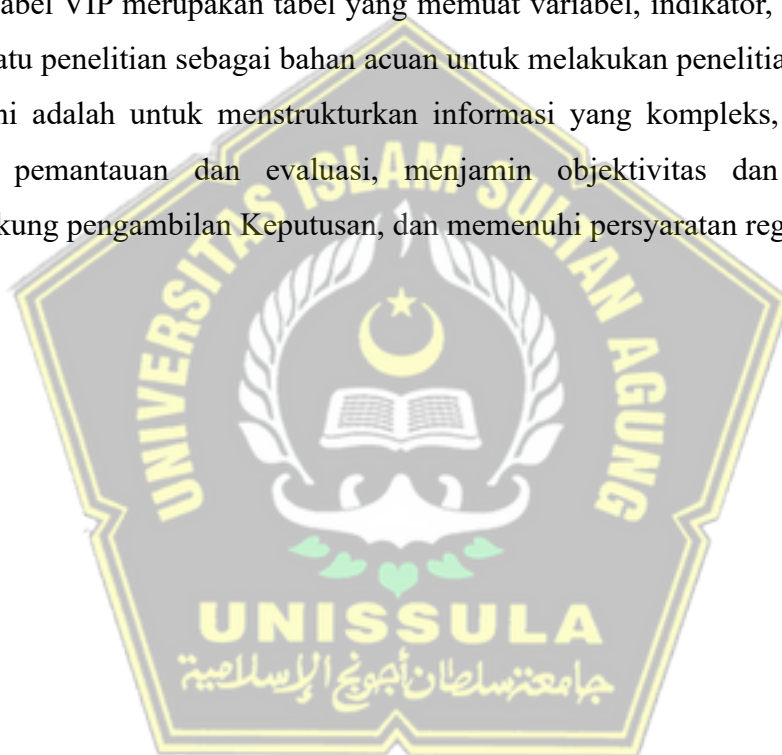 abel VIP merupakan tabel yang memuat variabel, indikator,
atu penelitian sebagai bahan acuan untuk melakukan penelitia
ni adalah untuk menstrukturkan informasi yang kompleks,
pemantauan dan evaluasi, menjamin objektivitas dan
kung pengambilan Keputusan, dan memenuhi persyaratan reg
UNIVERSITAS ISLAM SULTAN AGUNG
UNISSULA
جامعتنسلطان أجونج الإسلامية